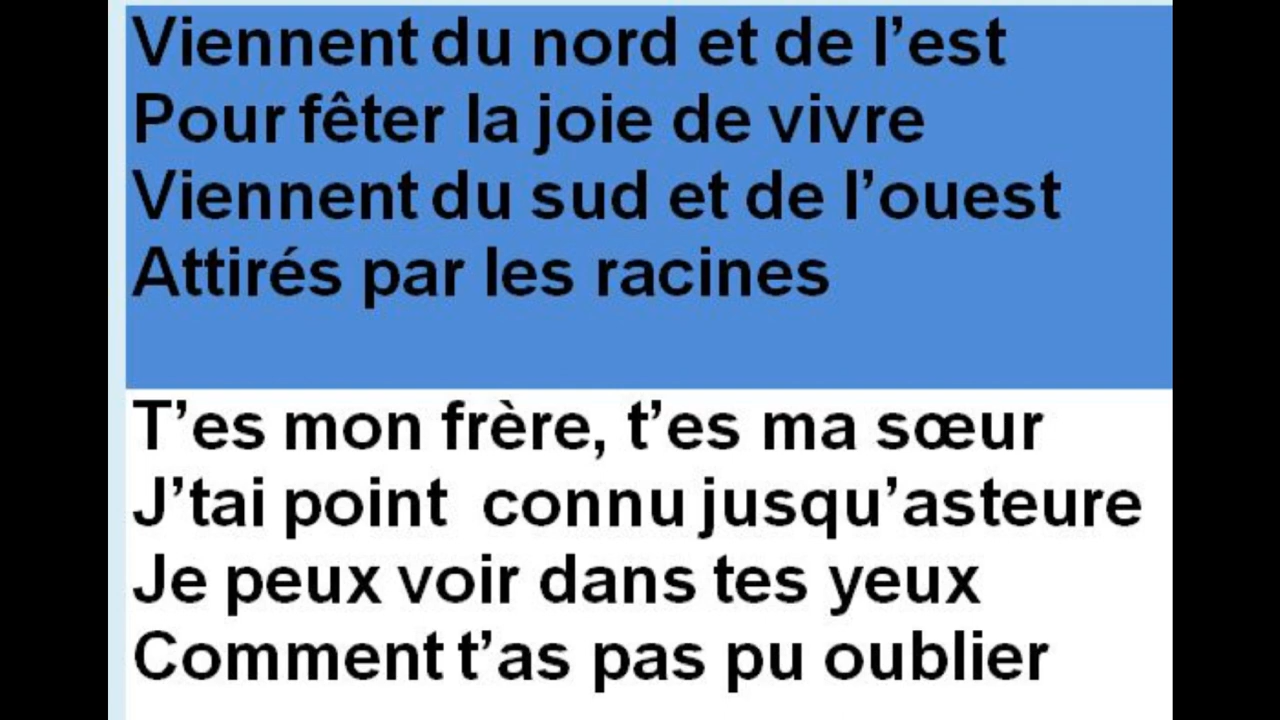 Viennent du nord et de l’est
Pour fêter la joie de vivre
Viennent du sud et de l’ouest
Attirés par les racines
T’es mon frère, t’es ma sœur
J’tai point  connu jusqu’asteure
Je peux voir dans tes yeux
Comment t’as pas pu oublier